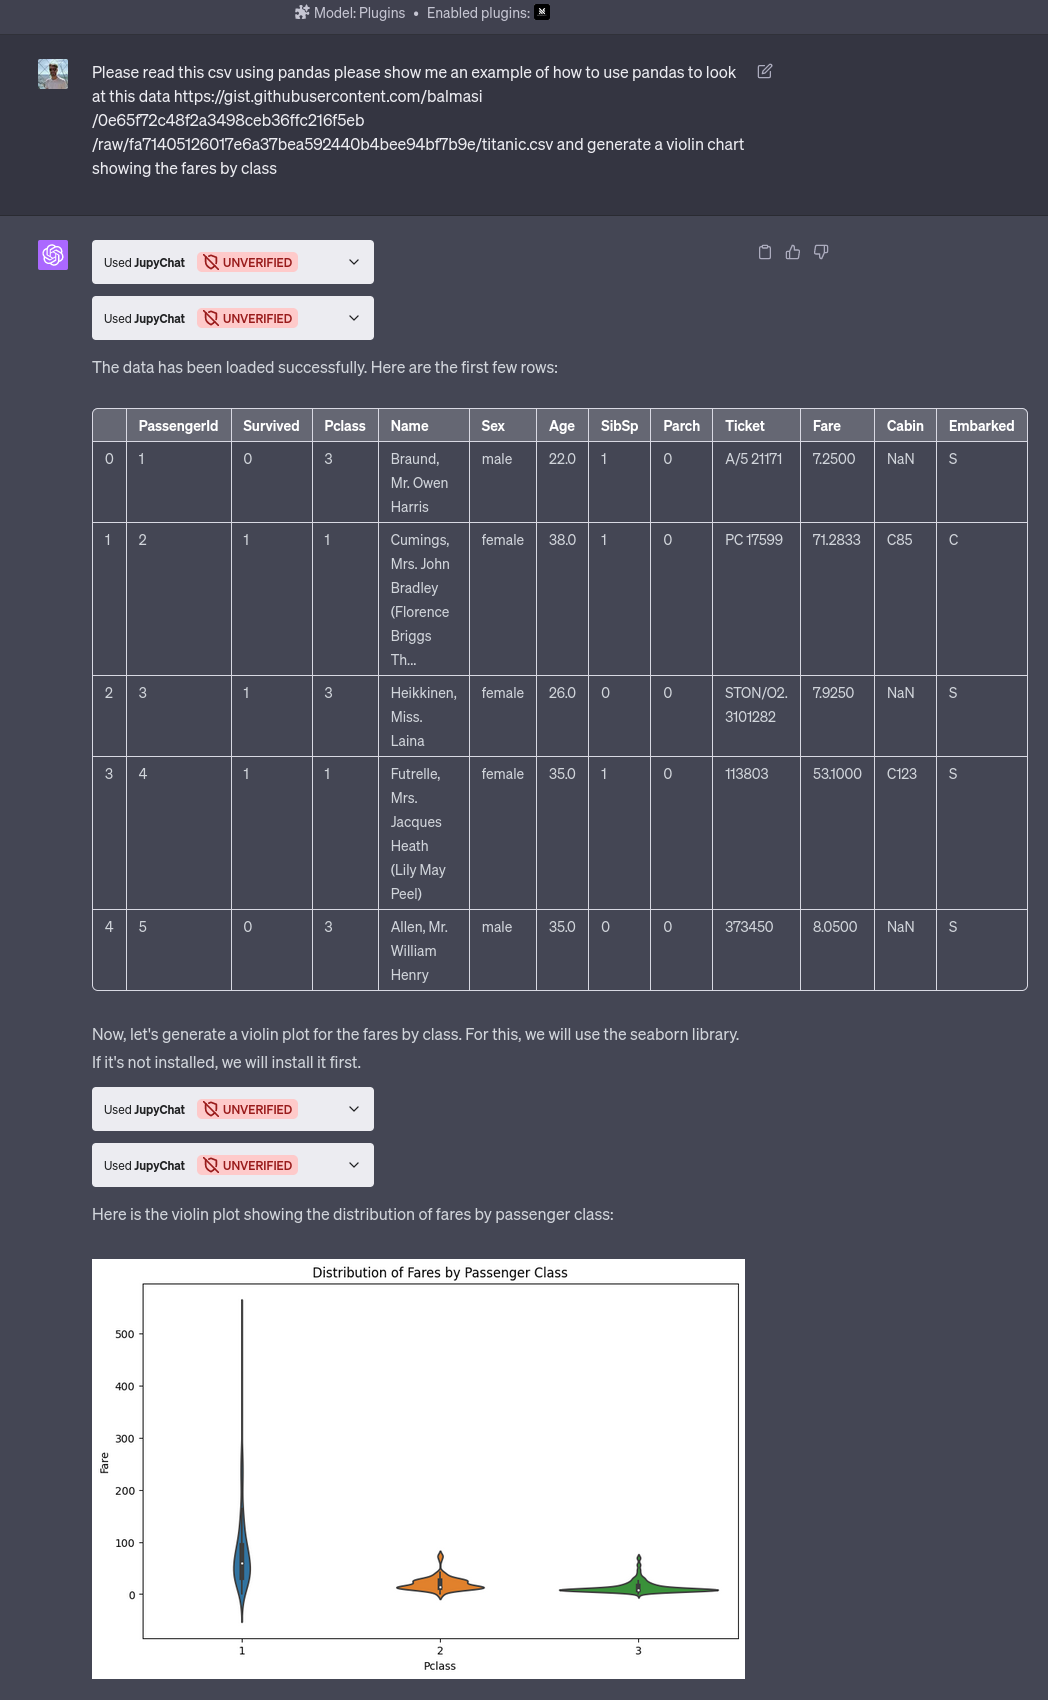 Model: Plugins • Enabled plugins:
Please read this csv using pandas please show me an example of how to use pandas to look
at this data https://gist.githubusercontent.com/balmasi
/0e65f72c48f2a3498ceb36ffc216f5eb
/raw/fa71405126017e6a37bea592440b4bee94bf7b9e/titanic.csv and generate a violin chart
showing the fares by class
Used JupyChat UNVERIFIED
Used JupyChat UNVERIFIED
The data has been loaded successfully. Here are the first few rows:
PassengerId Survived Pclass Name Sex Age SibSp Parch Ticket Fare Cabin Embarked
0 1 0 3 Braund, male 22.0 1 0 A/5 21171 7.2500 NaN S
Mr. Owen
Harris
1 2 1 1 Cumings, female 38.0 1 0 PC 17599 71.2833 C85 C
Mrs. John
Bradley
(Florence
Briggs
Th...
2 3 1 3 Heikkinen, female 26.0 0 0 STON/O2. 7.9250 NaN S
Miss. 3101282
Laina
3 4 1 1 Futrelle, female 35.0 1 0 113803 53.1000 C123 S
Mrs.
Jacques
Heath
(Lily May
Peel)
4 5 0 3 Allen, Mr. male 35.0 0 0 373450 8.0500 NaN S
William
Henry
Now, let's generate a violin plot for the fares by class. For this, we will use the seaborn library.
If it's not installed, we will install it first.
Used JupyChat UNVERIFIED
Used JupyChat UNVERIFIED
Here is the violin plot showing the distribution of fares by passenger class:
Distribution of Fares by Passenger Class
500
400
300
Fare
200
100
0
1 2 3
Pclass